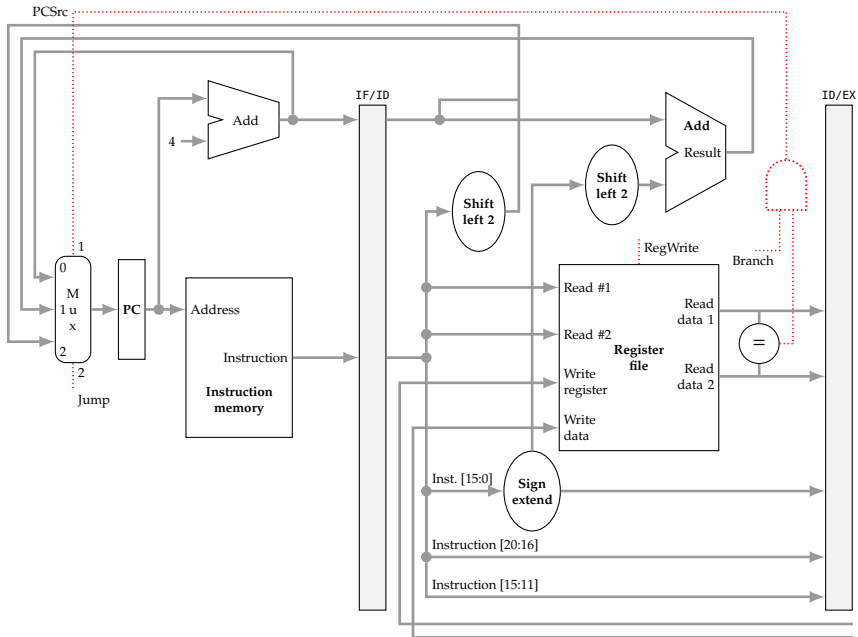 PCSrc
IF/ID
ID/EX
Add
4
Add
Result
Shift
left 2
Shift
left 2
1
0
M
1 u
x
2
2
Jump
PC
Address
Instruction
Instruction
memory
RegWrite
Branch
Read #1
Read #2
Write
register
Write
data
Register
file
Read
data 1
Read
data 2
=
Inst. [15:0]
Sign
extend
Instruction [20:16]
Instruction [15:11]